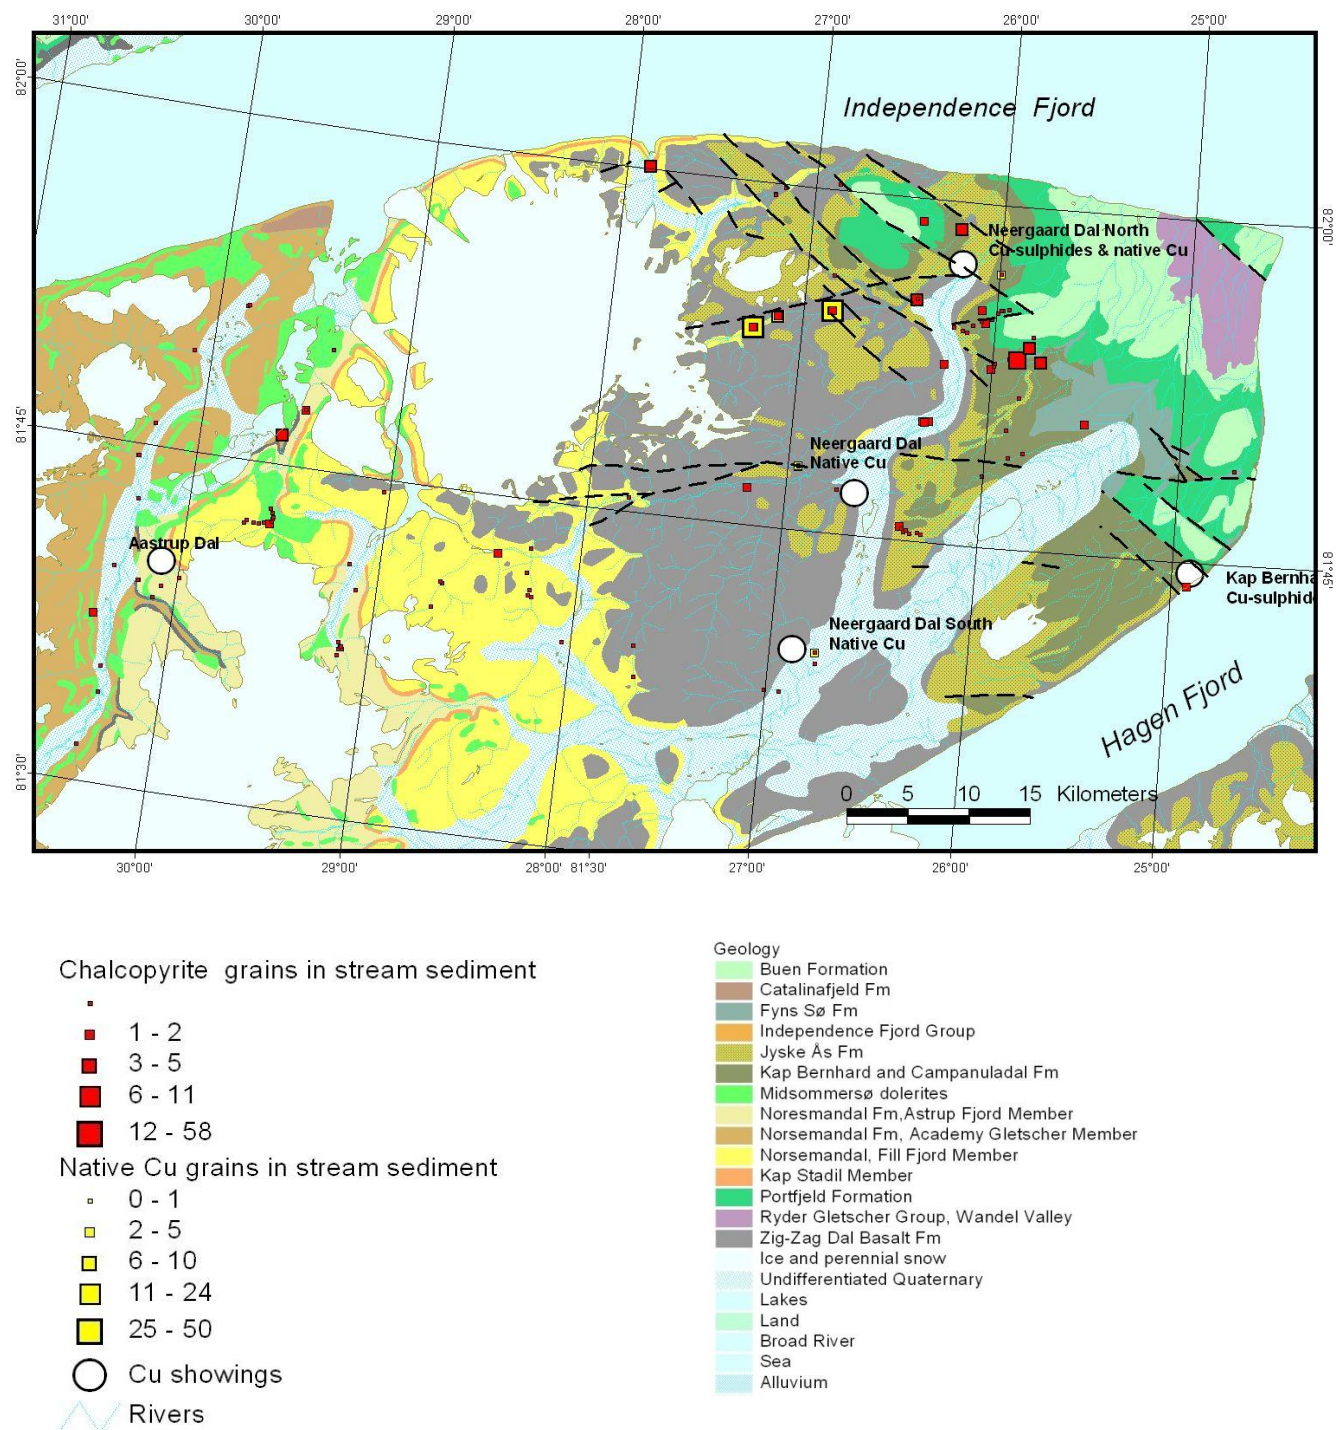 31°00' 30°00' 29°00' 28°00' 27°00' 26°00' 25°00'
82°00'
Independence Fjord
Neergaard Dal North
Cu-sulphides & native Cu
82°00'
81°45'
Neergaard Dal
Native Cu
Aastrup Dal
81°45'
Kap Bernha
Cu-sulphid
Neergaard Dal South
Native Cu
Hagen Fjord
81°30'
0 5 10 15 Kilometers
30°00' 29°00' 28°00' 81°30' 27°00' 26°00' 25°00'
Chalcopyrite grains in stream sediment
1 - 2
3 - 5
6 - 11
12 - 58
Native Cu grains in stream sediment
0 - 1
2 - 5
6 - 10
11 - 24
25 - 50
Cu showings
Rivers
Geology
Buen Formation
Catalinafjeld Fm
Fyns Sø Fm
Independence Fjord Group
Jyske Ås Fm
Kap Bernhard and Campanuladal Fm
Midsommersø dolerites
Noresmandal Fm,Astrup Fjord Member
Norsemandal Fm, Academy Gletscher Member
Norsemandal, Fill Fjord Member
Kap Stadil Member
Portfjeld Formation
Ryder Gletscher Group, Wandel Valley
Zig-Zag Dal Basalt Fm
Ice and perennial snow
Undifferentiated Quaternary
Lakes
Land
Broad River
Sea
Alluvium